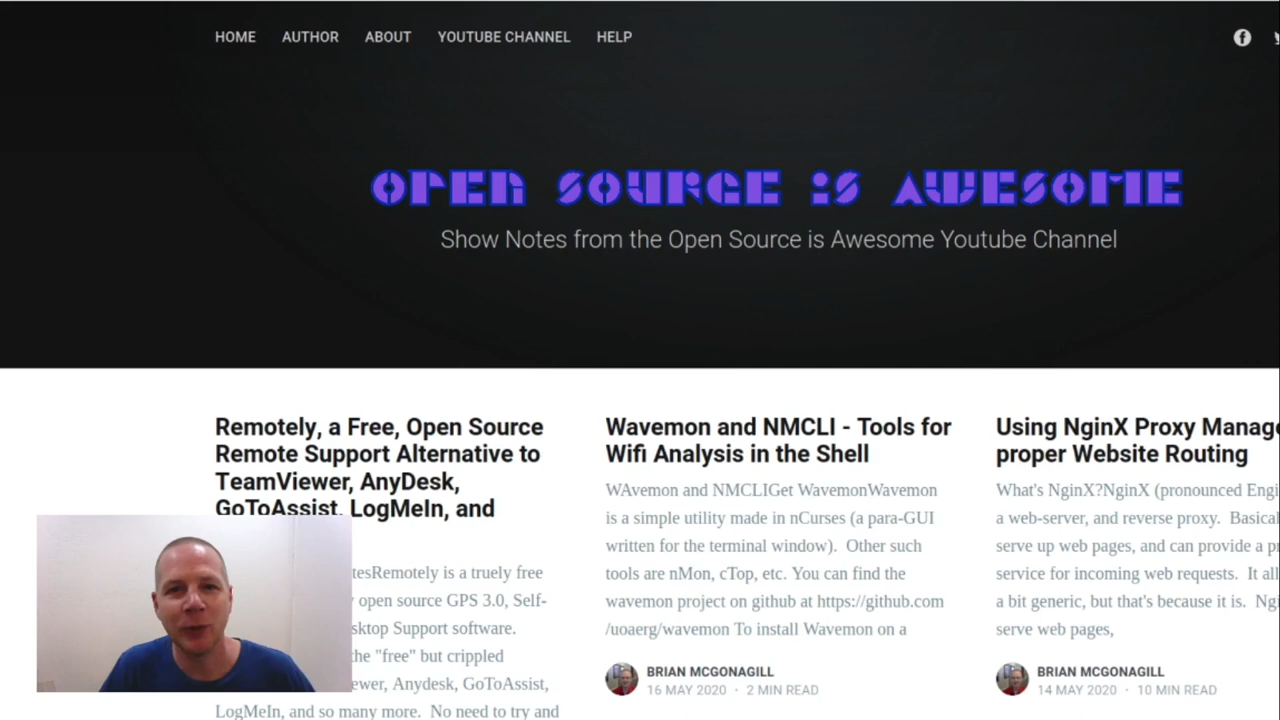 HOME AUTHOR ABOUT YOUTUBE CHANNEL HELP
OPEN SOURCE IS AWESOME
Show Notes from the Open Source is Awesome Youtube Channel
Remotely, a Free, Open Source
Remote Support Alternative to
TeamViewer, AnyDesk,
GoToAssist, LogMeIn, and
tesRemotely is a truely free
open source GPS 3.0, Self-
sktop Support software.
the "free" but crippled
ewer, Anydesk, GoToAssist,
LogMeIn, and so many more. No need to try and
Wavemon and NMCLI - Tools for
Wifi Analysis in the Shell
WAvemon and NMCLIGet WavemonWavemon
is a simple utility made in nCurses (a para-GUI
written for the terminal window). Other such
tools are nMon, cTop, etc. You can find the
wavemon project on github at https://github.com
/uoaerg/wavemon To install Wavemon on a
BRIAN MCGONAGILL
16 MAY 2020 · 2 MIN READ
Using NginX Proxy Manage
proper Website Routing
What's NginX?NginX (pronounced Engi
a web-server, and reverse proxy. Basical
serve up web pages, and can provide a p
service for incoming web requests. It all
a bit generic, but that's because it is. Ng
serve web pages,
BRIAN MCGONAGILL
14 MAY 2020 · 10 MIN READ